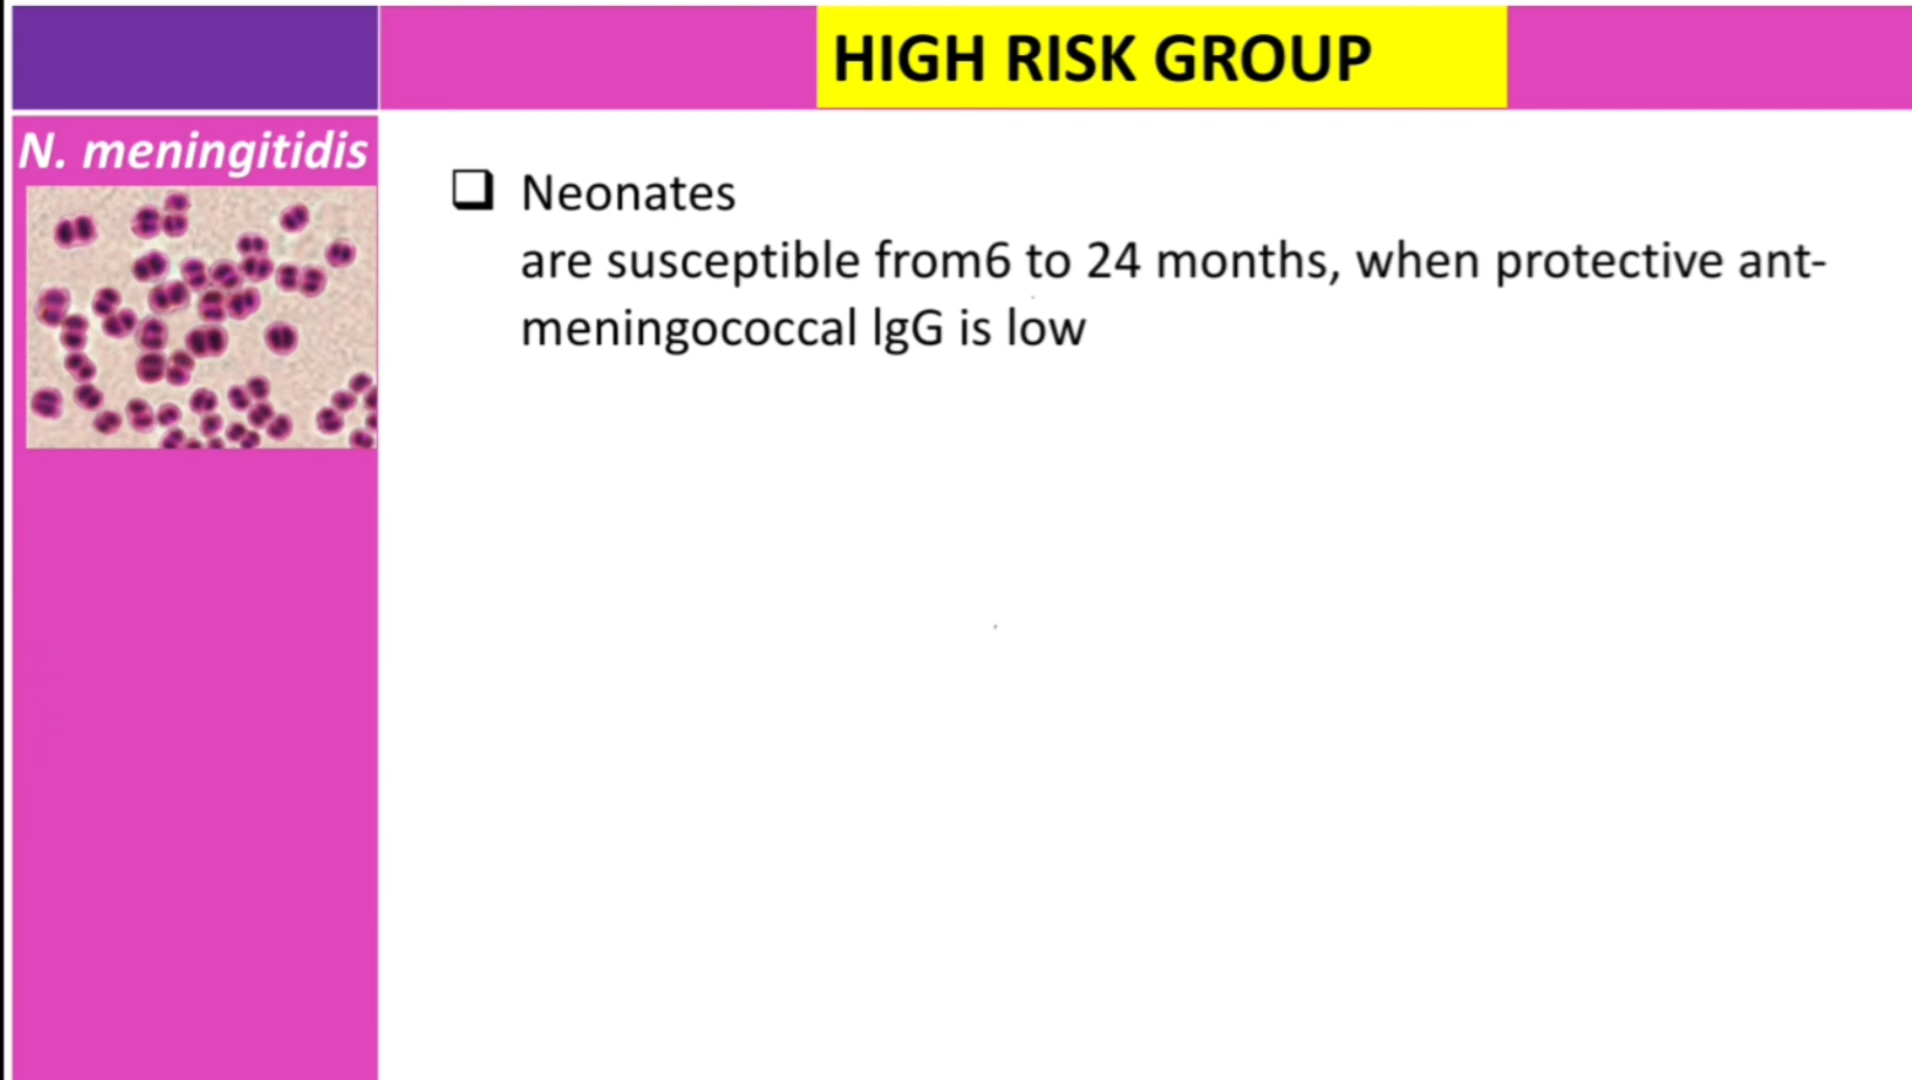 HIGH RISK GROUP
N. meningitidis
❑ Neonates
are susceptible from6 to 24 months, when protective ant-
meningococcal lgG is low